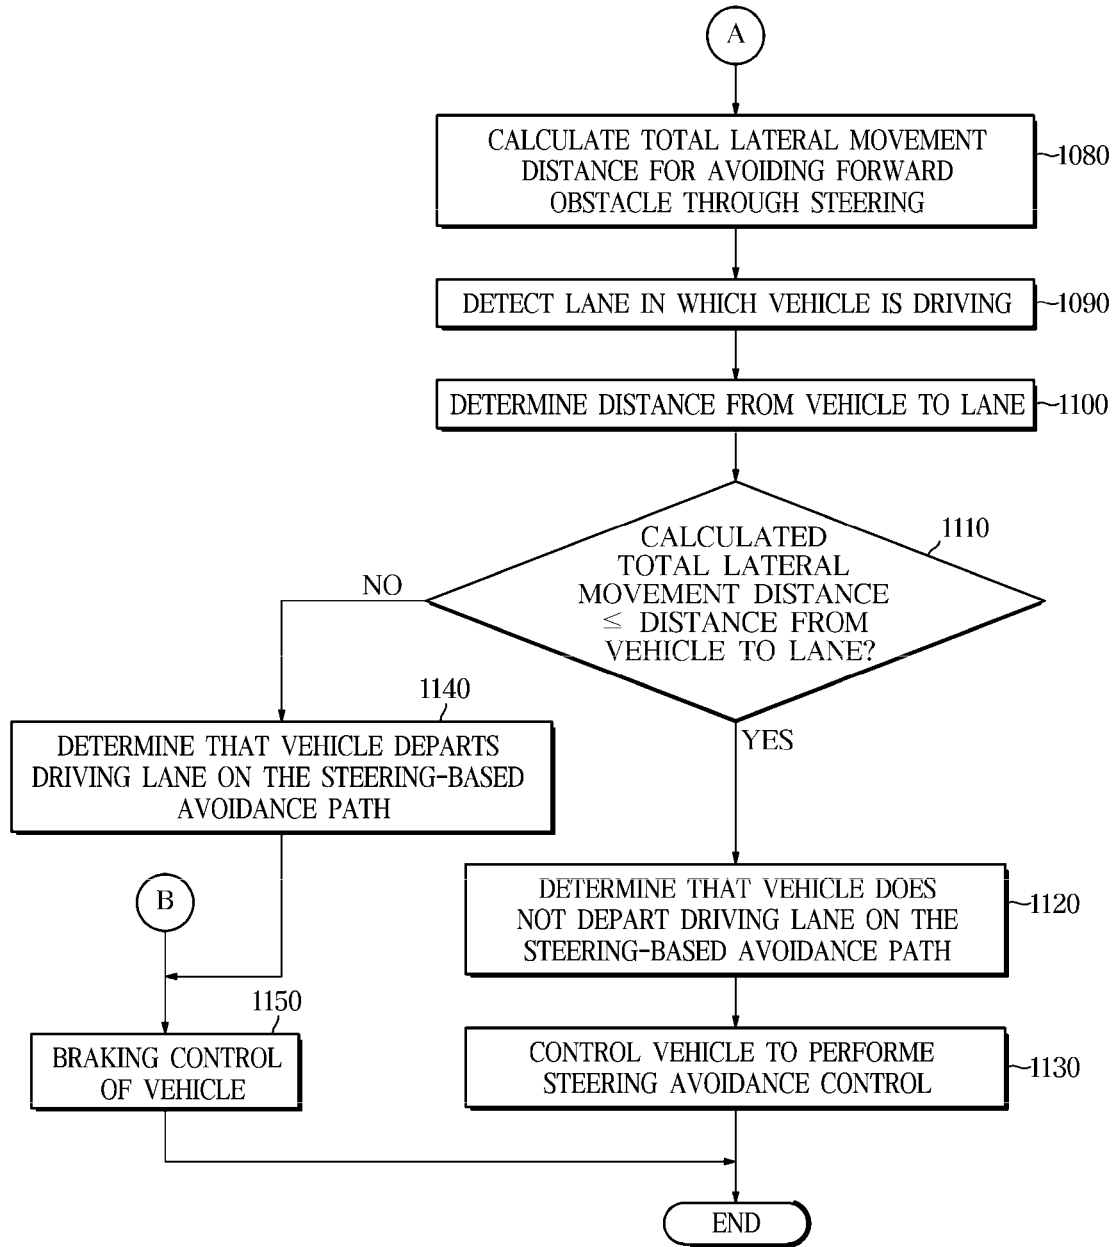 A
CALCULATE TOTAL LATERAL MOVEMENT
DISTANCE FOR AVOIDING FORWARD
OBSTACLE THROUGH STEERING
1080
DETECT LANE IN WHICH VEHICLE IS DRIVING
1090
DETERMINE DISTANCE FROM VEHICLE TO LANE
1100
CALCULATED
TOTAL LATERAL
MOVEMENT DISTANCE
≤ DISTANCE FROM
VEHICLE TO LANE?
1110
NO
YES
1140
DETERMINE THAT VEHICLE DEPARTS
DRIVING LANE ON THE STEERING-BASED
AVOIDANCE PATH
B
DETERMINE THAT VEHICLE DOES
NOT DEPART DRIVING LANE ON THE
STEERING-BASED AVOIDANCE PATH
1120
1150
BRAKING CONTROL
OF VEHICLE
CONTROL VEHICLE TO PERFORME
STEERING AVOIDANCE CONTROL
1130
END